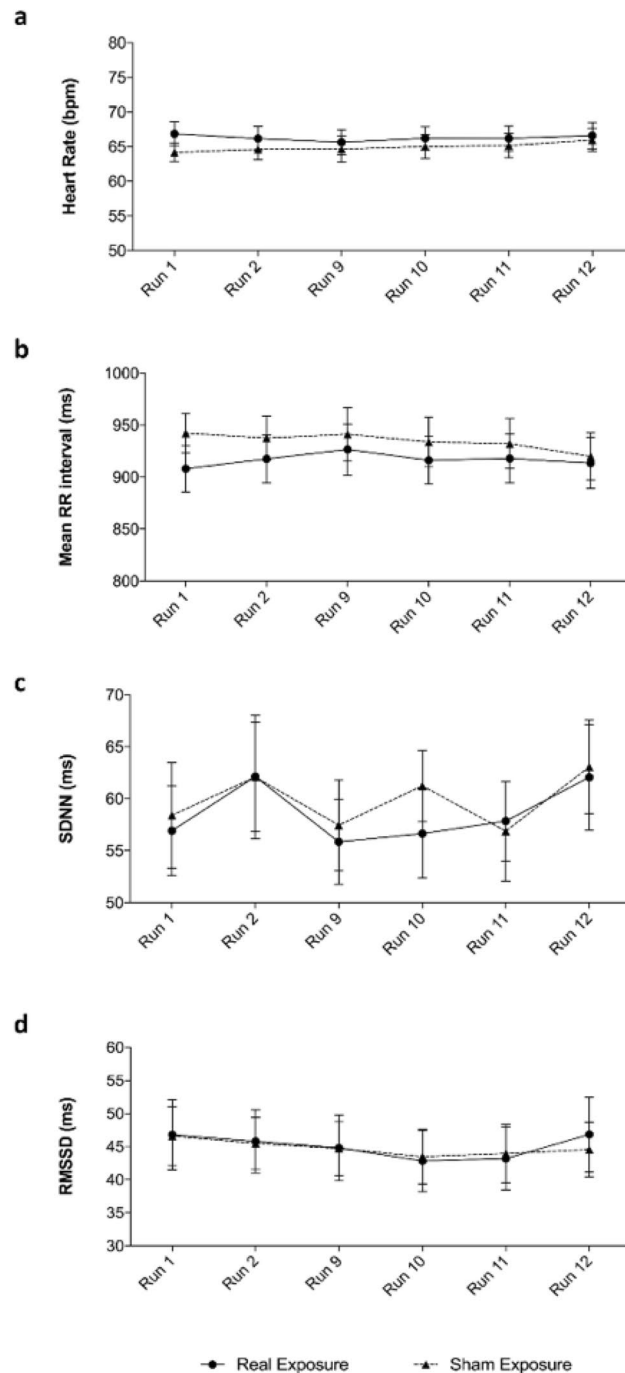 a
Heart Rate (bpm)
80
75
70
65
60
55
50
Run 1
Run 2
Run 9
Run 10
Run 11
Run 12
b
Mean RR interval (ms)
1000
950
900
850
800
Run 1
Run 2
Run 9
Run 10
Run 11
Run 12
c
SDNN (ms)
70
65
60
55
50
Run 1
Run 2
Run 9
Run 10
Run 11
Run 12
d
RMSSD (ms)
60
55
50
45
40
35
30
Run 1
Run 2
Run 9
Run 10
Run 11
Run 12
Real Exposure Sham Exposure